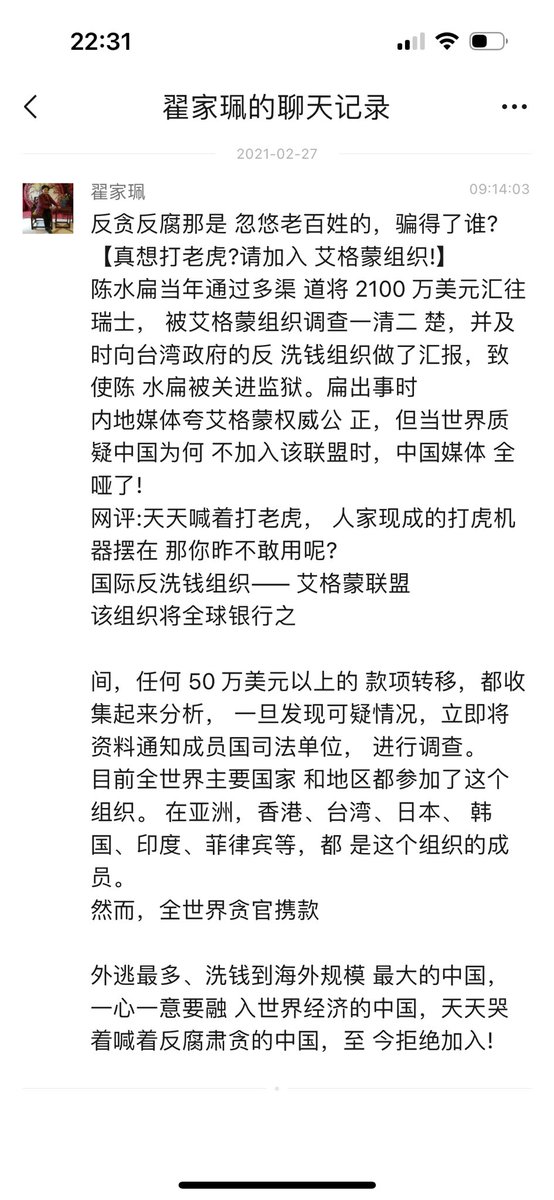 22:31
翟家珮的聊天记录
2021-02-27
翟家珮
09:14:03
反贪反腐那是 忽悠老百姓的，骗得了谁?
【真想打老虎?请加入 艾格蒙组织!】
陈水扁当年通过多渠 道将 2100 万美元汇往
瑞士， 被艾格蒙组织调查一清二 楚，并及
时向台湾政府的反 洗钱组织做了汇报，致
使陈 水扁被关进监狱。扁出事时
内地媒体夸艾格蒙权威公 正，但当世界质
疑中国为何 不加入该联盟时，中国媒体 全
哑了!
网评:天天喊着打老虎， 人家现成的打虎机
器摆在 那你昨不敢用呢?
国际反洗钱组织—— 艾格蒙联盟
该组织将全球银行之
间，任何 50 万美元以上的 款项转移，都收
集起来分析， 一旦发现可疑情况，立即将
资料通知成员国司法单位， 进行调查。
目前全世界主要国家 和地区都参加了这个
组织。 在亚洲，香港、台湾、日本、 韩
国、印度、菲律宾等，都 是这个组织的成
员。
然而，全世界贪官携款
外逃最多、洗钱到海外规模 最大的中国，
一心一意要融 入世界经济的中国，天天哭
着喊着反腐肃贪的中国，至 今拒绝加入!